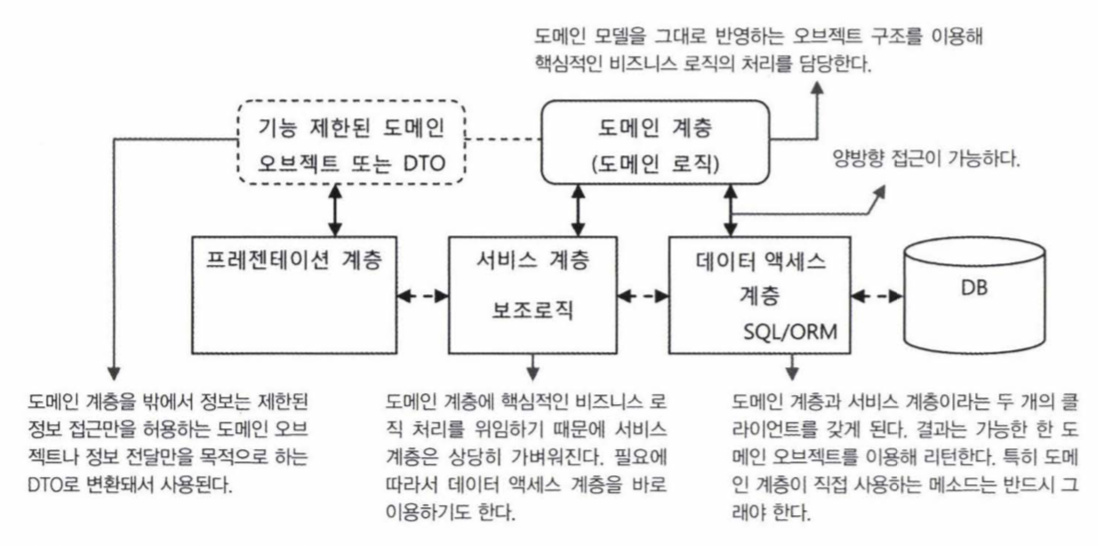 도메인 모델을 그대로 반영하는 오브젝트 구조를 이용해
핵심적인 비즈니스 로직의 처리를 담당한다.
기능 제한된 도메인
오브젝트 또는 DTO
도메인 계층
(도메인 로직)
양방향 접근이 가능하다.
프레젠테이션 계층
서비스 계층
보조로직
데이터 액세스
계층
SQL/ORM
DB
도메인 계층을 밖에서 정보는 제한된
정보 접근만을 허용하는 도메인 오브
젝트나 정보 전달만을 목적으로 하는
DTO로 변환돼서 사용된다.
도메인 계층에 핵심적인 비즈니스 로
직 처리를 위임하기 때문에 서비스
계층은 상당히 가벼워진다. 필요에
따라서 데이터 액세스 계층을 바로
이용하기도 한다.
도메인 계층과 서비스 계층이라는 두 개의 클
라이언트를 갖게 된다. 결과는 가능한 한 도
메인 오브젝트를 이용해 리턴한다. 특히 도메
인 계층이 직접 사용하는 메소드는 반드시 그
래야 한다.